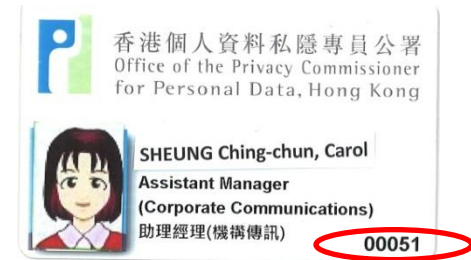 香港個人資料私隱專員公署
Office of the Privacy Commissioner
for Personal Data, Hong Kong
SHEUNG Ching-chun, Carol
Assistant Manager
(Corporate Communications)
助理經理(機構傳訊)
00051